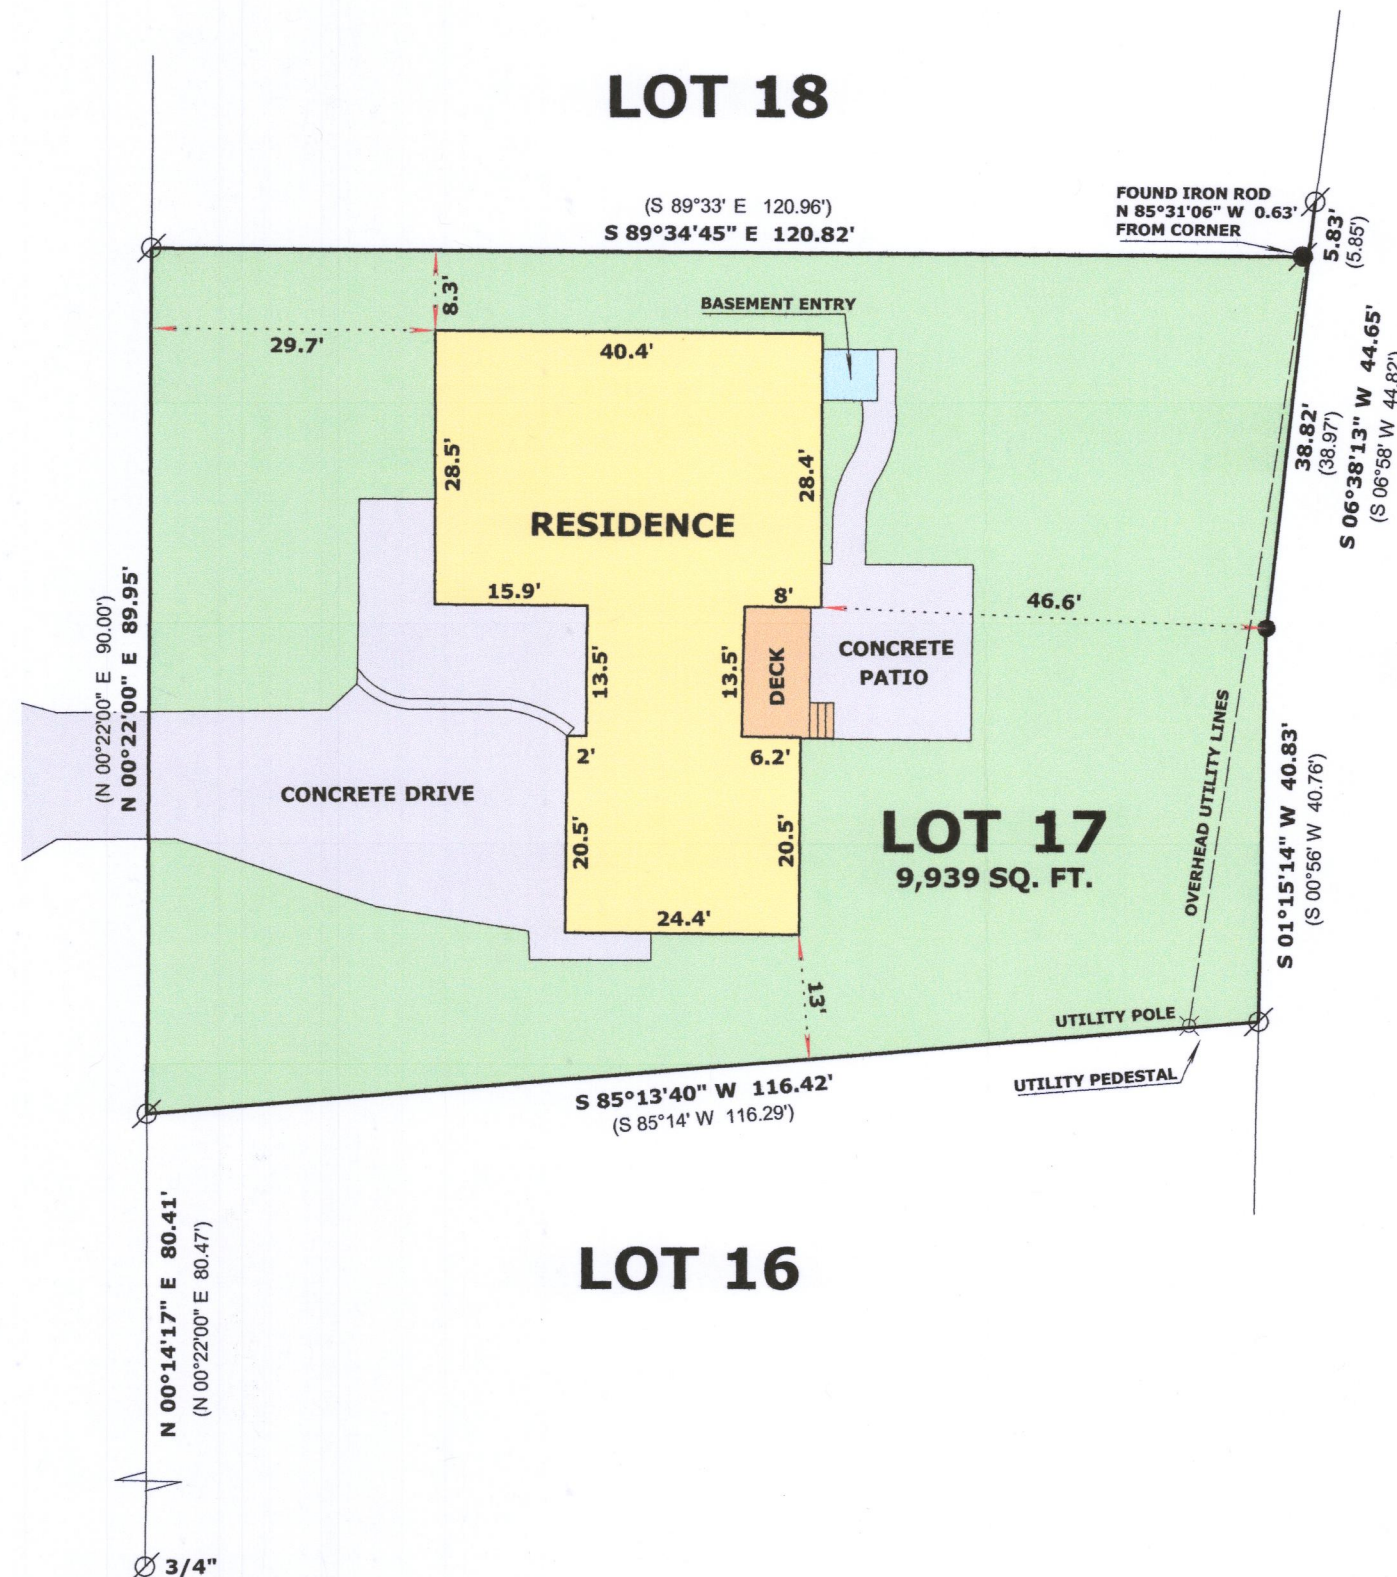 LOT 18
(S 89°33' E 120.96')
S 89°34'45" E 120.82'
FOUND IRON ROD
N 85°31'06" W 0.63'
FROM CORNER
5.83'
(5.85')
8.3'
29.7'
BASEMENT ENTRY
40.4'
28.5'
28.4'
RESIDENCE
38.82'
(38.97')
S 06°38'13" W 44.65'
(S 06°58' W 44.82')
15.9'
8'
46.6'
13.5'
13.5'
DECK
CONCRETE
PATIO
(N 00°22'00" E 90.00')
N 00°22'00" E 89.95'
2'
6.2'
CONCRETE DRIVE
20.5'
20.5'
LOT 17
9,939 SQ. FT.
OVERHEAD UTILITY LINES
S 01°15'14" W 40.83'
(S 00°56' W 40.76')
24.4'
13'
UTILITY POLE
UTILITY PEDESTAL
S 85°13'40" W 116.42'
(S 85°14' W 116.29')
N 00°14'17" E 80.41'
(N 00°22'00" E 80.47')
LOT 16
3/4"